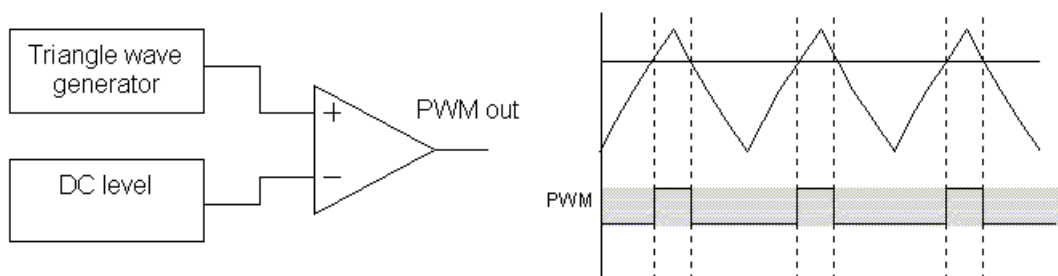 Triangle wave
generator
+
PWM out
−
DC level
PWM